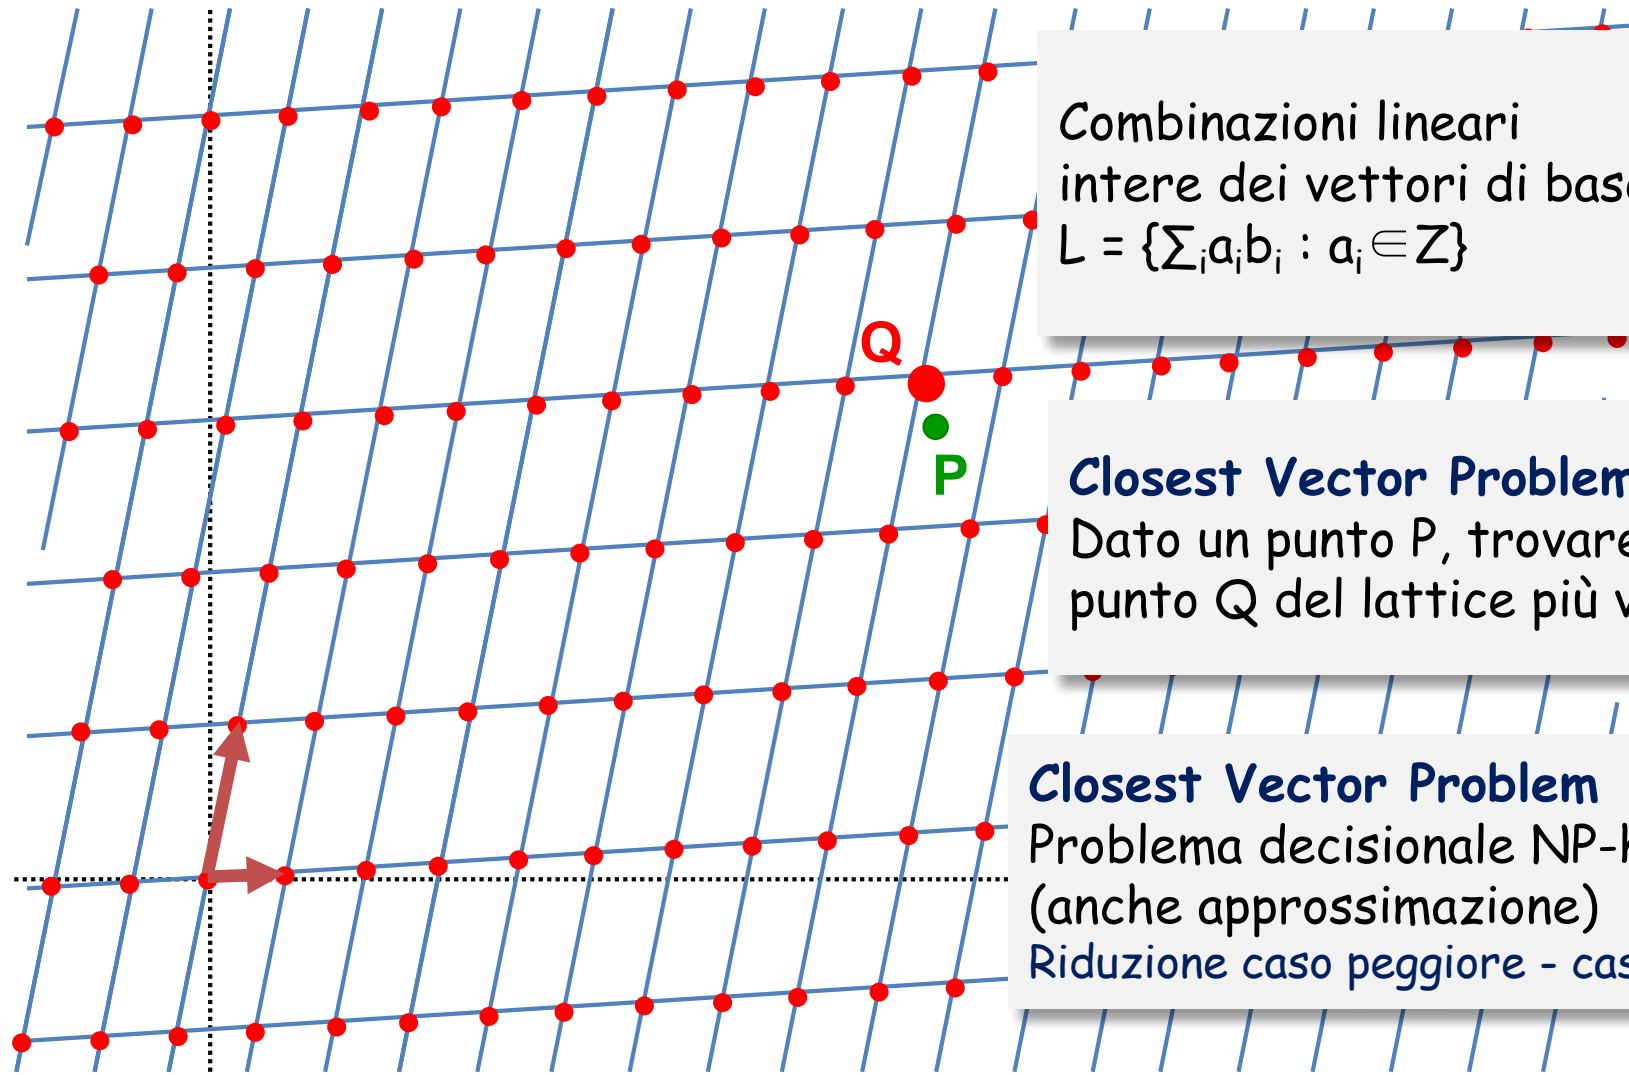 Combinazioni lineari
intere dei vettori di bas
L = {∑ᵢaᵢbᵢ : aᵢ∈Z}
Q
P
Closest Vector Problem
Dato un punto P, trovare
punto Q del lattice più v
Closest Vector Problem
Problema decisionale NP-h
(anche approssimazione)
Riduzione caso peggiore - cas